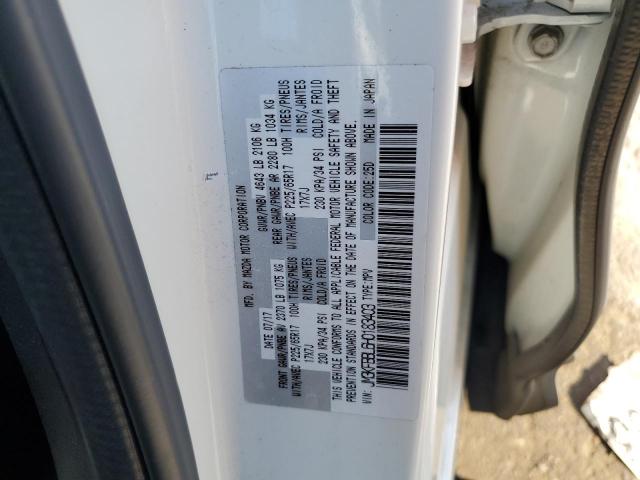 MFD. BY MAZDA MOTOR CORPORATION
DATE 07/17 GVWR/PNBV 4643 LB 2106 KG
FRONT GAWR/PNBE AV 2370 LB 1075 KG REAR GAWR/PNBE AR 2280 LB 1034 KG
WITH/AVEC P225/65R17 100H TIRES/PNEUS WITH/AVEC P225/65R17 100H TIRES/PNEUS
17X7J RIMS/JANTES 17X7J RIMS/JANTES
230 KPA/34 PSI COLD/A FROID 230 KPA/34 PSI COLD/A FROID
THIS VEHICLE CONFORMS TO ALL APPLICABLE FEDERAL MOTOR VEHICLE SAFETY AND THEFT
PREVENTION STANDARDS IN EFFECT ON THE DATE OF MANUFACTURE SHOWN ABOVE.
VIN: TYPE:MPV COLOR CODE:25D MADE IN JAPAN